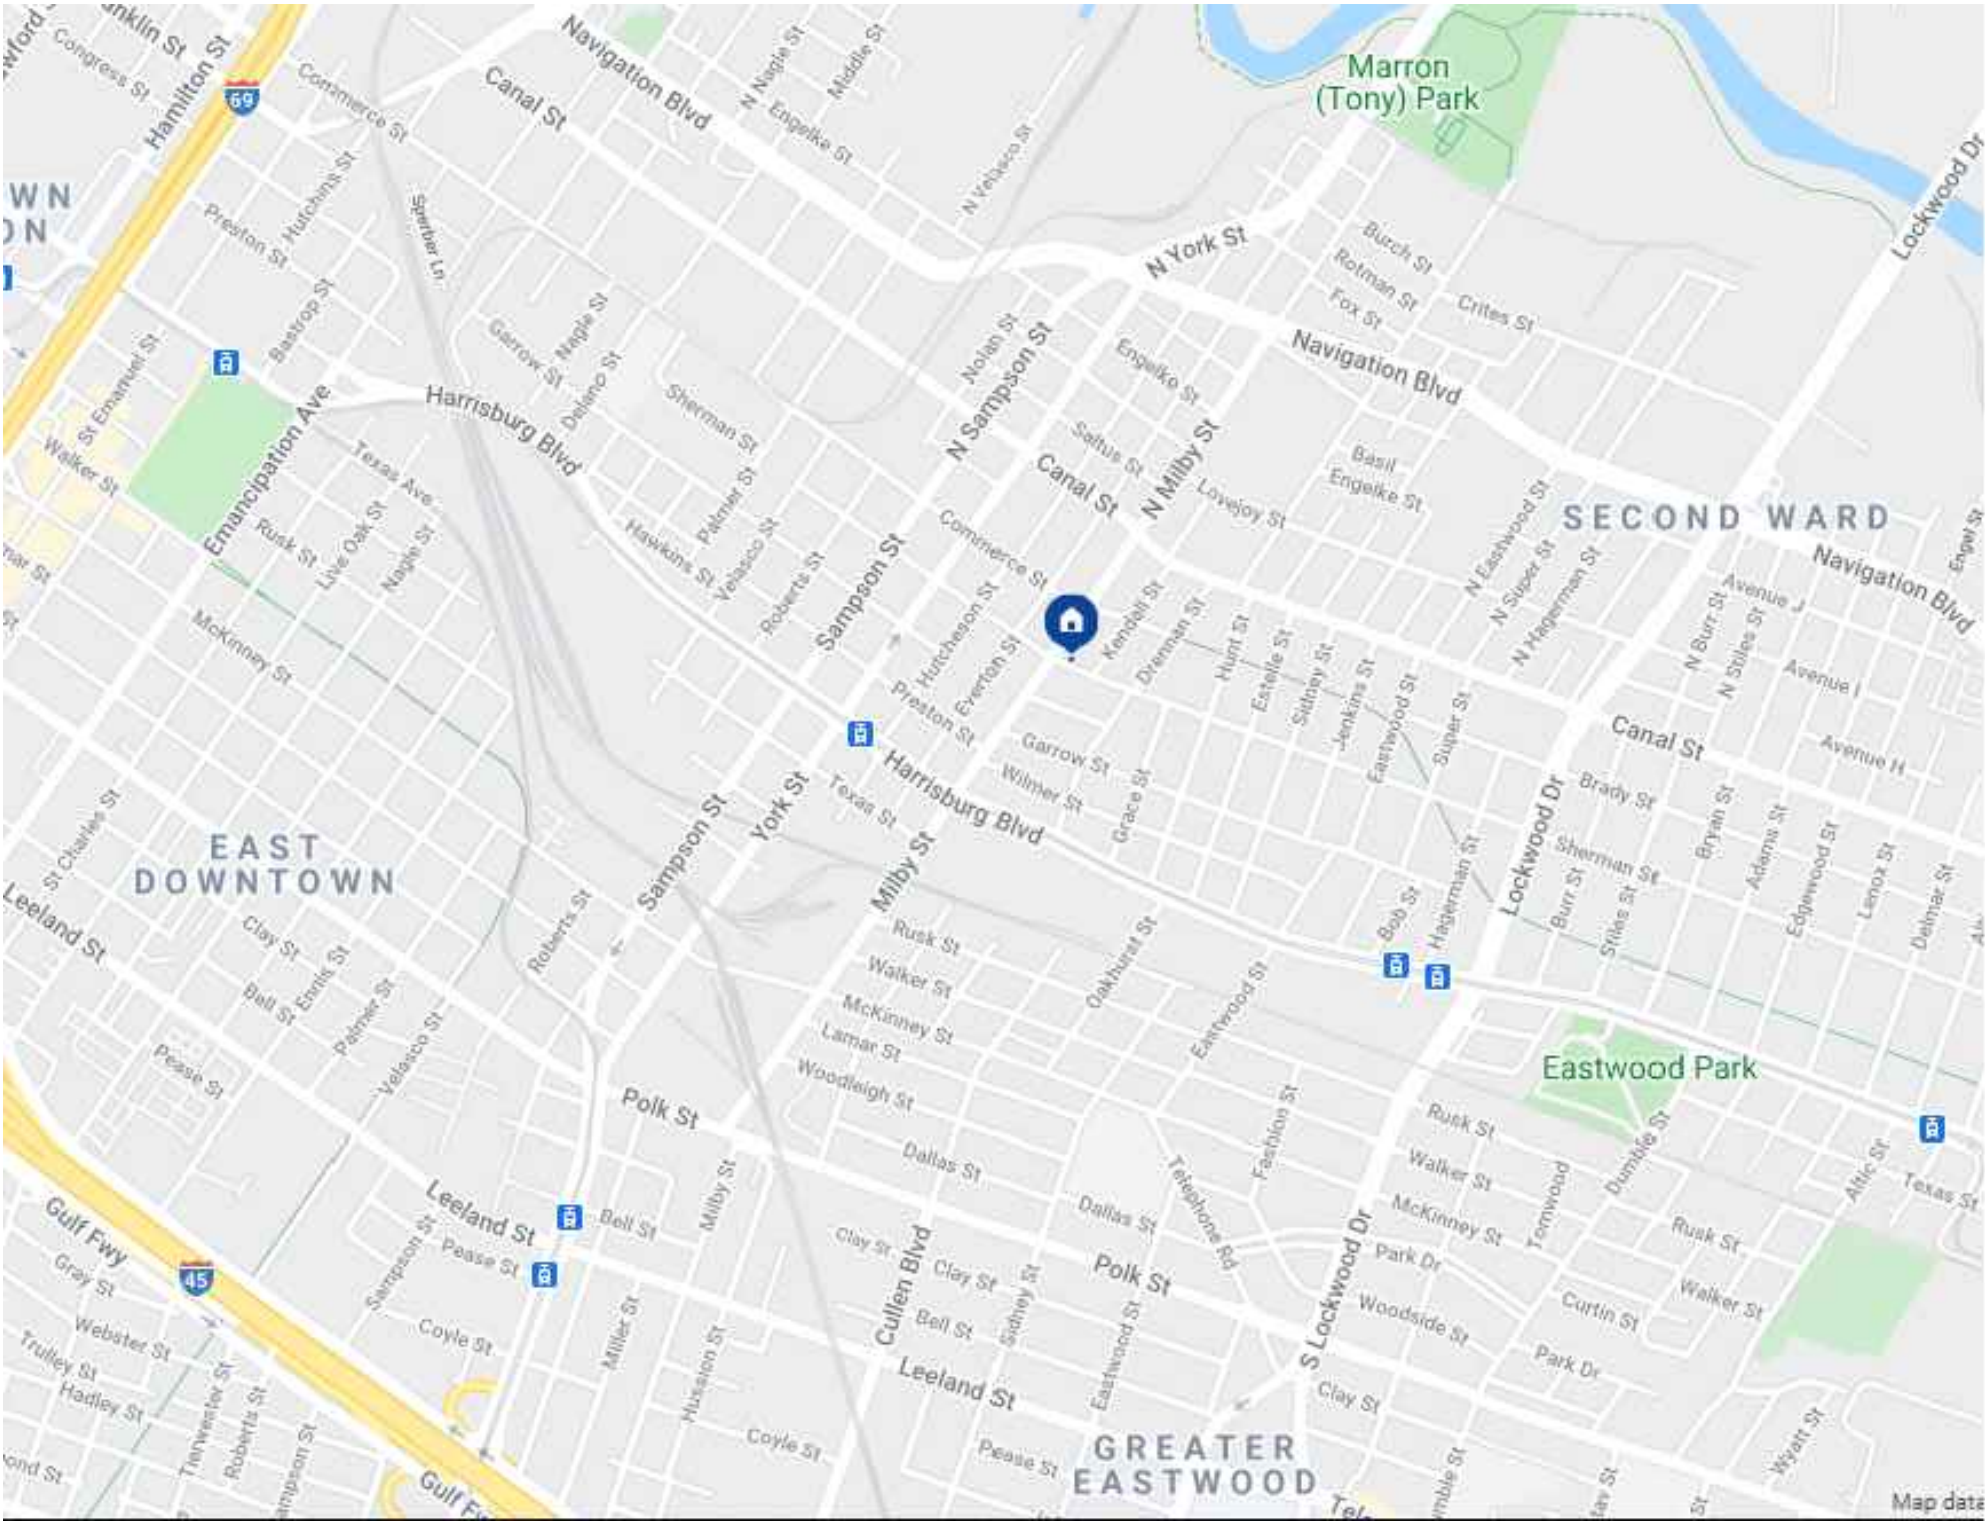 Franklin St
Congress St
Hamilton St
69
Commerce St
Canal St
Navigation Blvd
N Nagle St
Middle St
Engelke St
N Velasco St
Marron
(Tony) Park
Lockwood Dr
WN
ON
Preston St
Hutchins St
Sperber Ln
Bastrop St
N York St
Burch St
Rotman St
Fox St
Crites St
St Emanuel St
Garrow St
Nagle St
Delano St
Nolan St
N Sampson St
Engelke St
Navigation Blvd
Harrisburg Blvd
Sherman St
Walker St
Emancipation Ave
Texas Ave
Canal St
Saltus St
N Milby St
Lovejoy St
Basil
Engelke St
N Eastwood St
SECOND WARD
Navigation Blvd
Engel St
Rusk St
Live Oak St
Nagle St
Hawkins St
Palmer St
Velasco St
Roberts St
Sampson St
Commerce St
Hutcheson St
Everton St
Kendall St
Drennan St
Hunt St
Estelle St
Sidney St
Jenkins St
Eastwood St
Super St
N Super St
N Hagerman St
N Burr St
N Stiles St
Avenue J
Avenue I
Avenue H
McKinney St
Preston St
Garrow St
Wilmer St
Grace St
Harrisburg Blvd
Texas St
Canal St
Brady St
Sherman St
Bryan St
Adams St
Edgewood St
Lenox St
Delmar St
St Charles St
EAST
DOWNTOWN
Sampson St
York St
Milby St
Lockwood Dr
Burr St
Stiles St
Bob St
Hagerman St
Leeland St
Clay St
Bell St
Ennis St
Palmer St
Velasco St
Roberts St
Rusk St
Walker St
McKinney St
Lamar St
Woodleigh St
Oakhurst St
Eastwood St
Eastwood Park
Pease St
Polk St
Dallas St
Dallas St
Telephone Rd
Fashion St
Rusk St
Walker St
McKinney St
Tomwood
Dumble St
Altic St
Texas St
Rusk St
Walker St
Gulf Fwy
45
Gray St
Webster St
Trulley St
Hadley St
Tierwester St
Roberts St
Leeland St
Pease St
Sampson St
Coyle St
Bell St
Milby St
Miller St
Husion St
Clay St
Clay St
Bell St
Cullen Blvd
Sidney St
Eastwood St
Polk St
Leeland St
Coyle St
Pease St
Park Dr
Woodside St
S Lockwood Dr
Curtin St
Park Dr
Clay St
Wyatt St
GREATER
EASTWOOD
Gulf
Map data